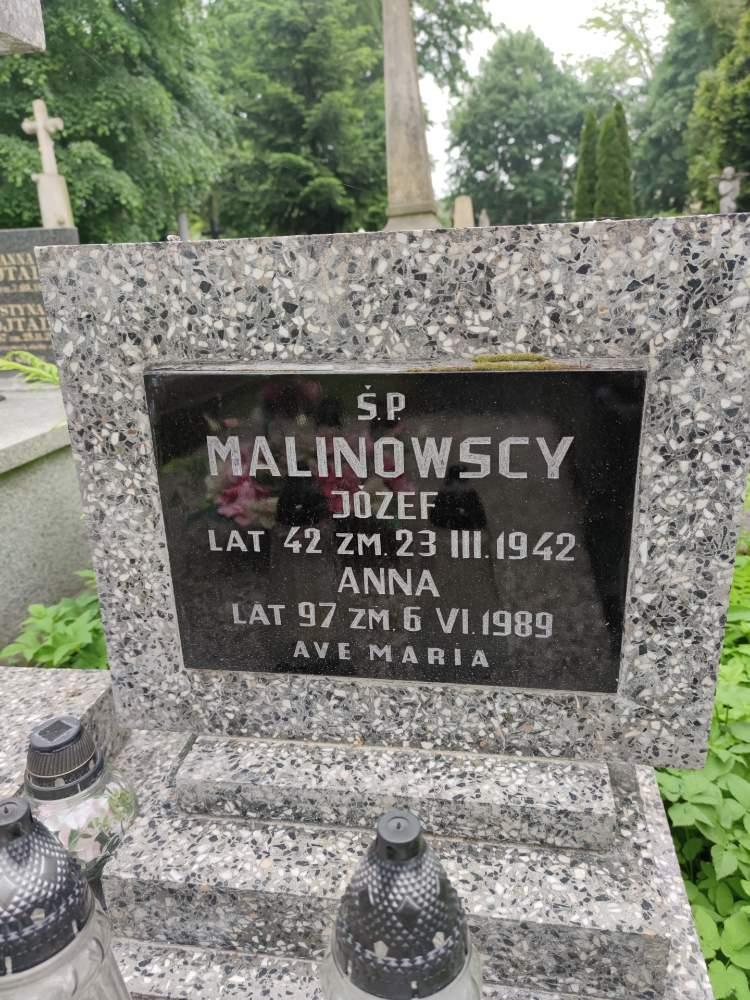 Ś.P
MALINOWSCY
JÓZEF
LAT 42 ZM. 23 III. 1942
ANNA
LAT 97 ZM. 6 VI. 1989
AVE MARIA